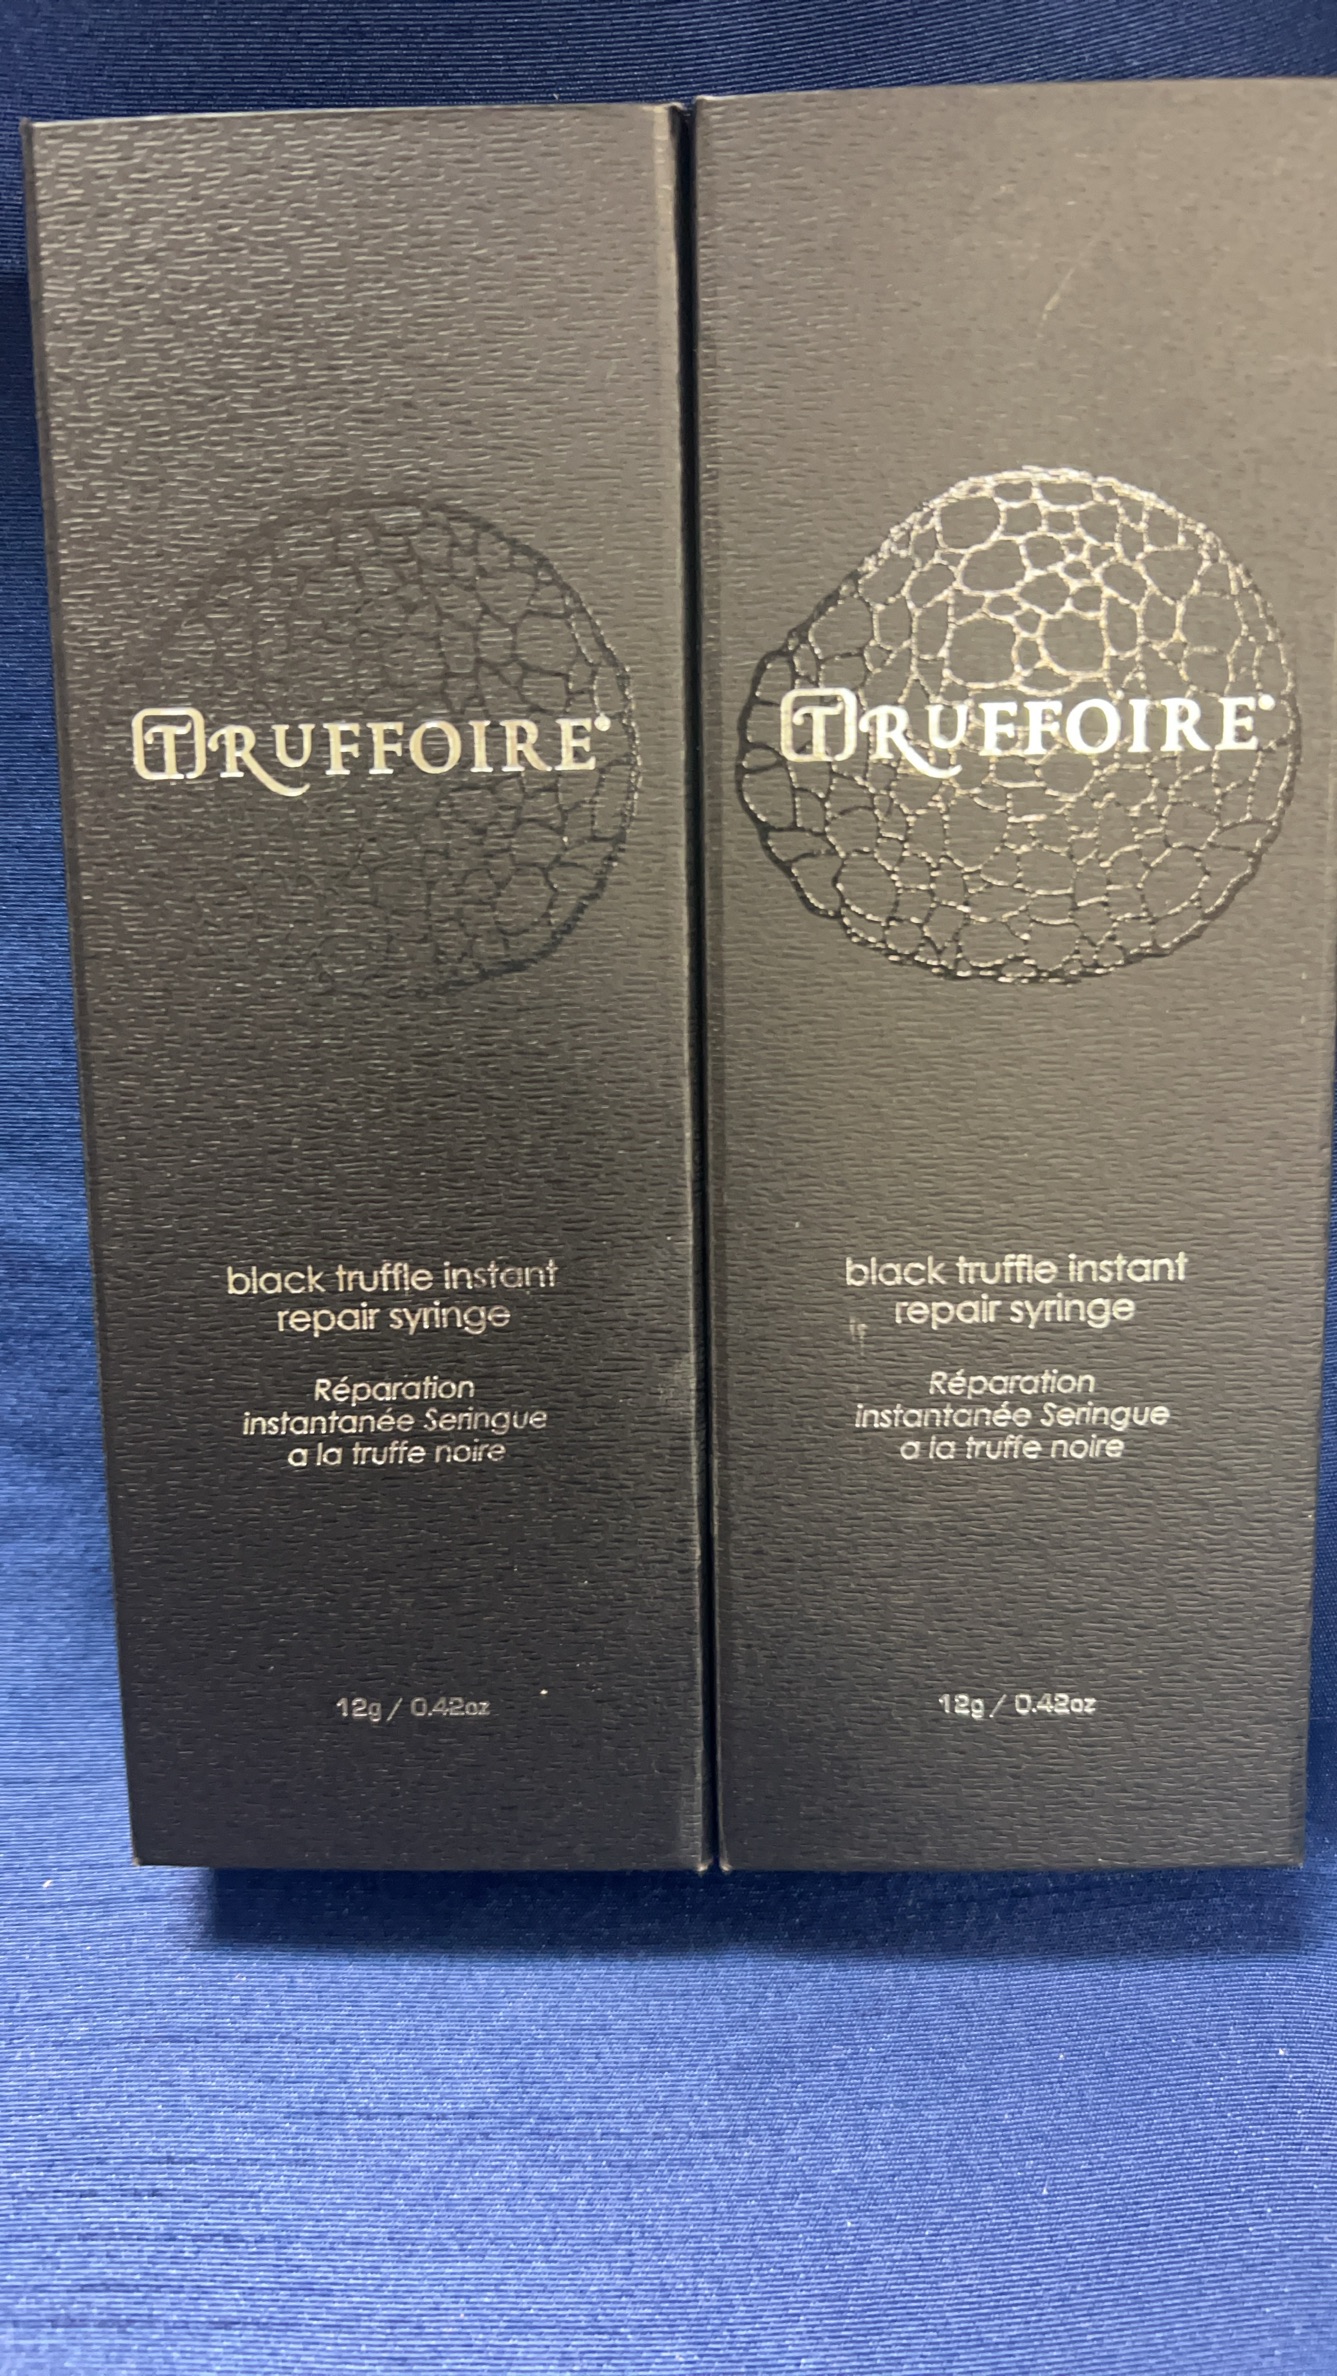 TRUFFOIRE
black truffle instant
repair syringe
Réparation
instantanée Seringue
a la truffe noire
12g / 0.42oz
TRUFFOIRE
black truffle instant
repair syringe
Réparation
instantanée Seringue
a la truffe noire
12g / 0.42oz